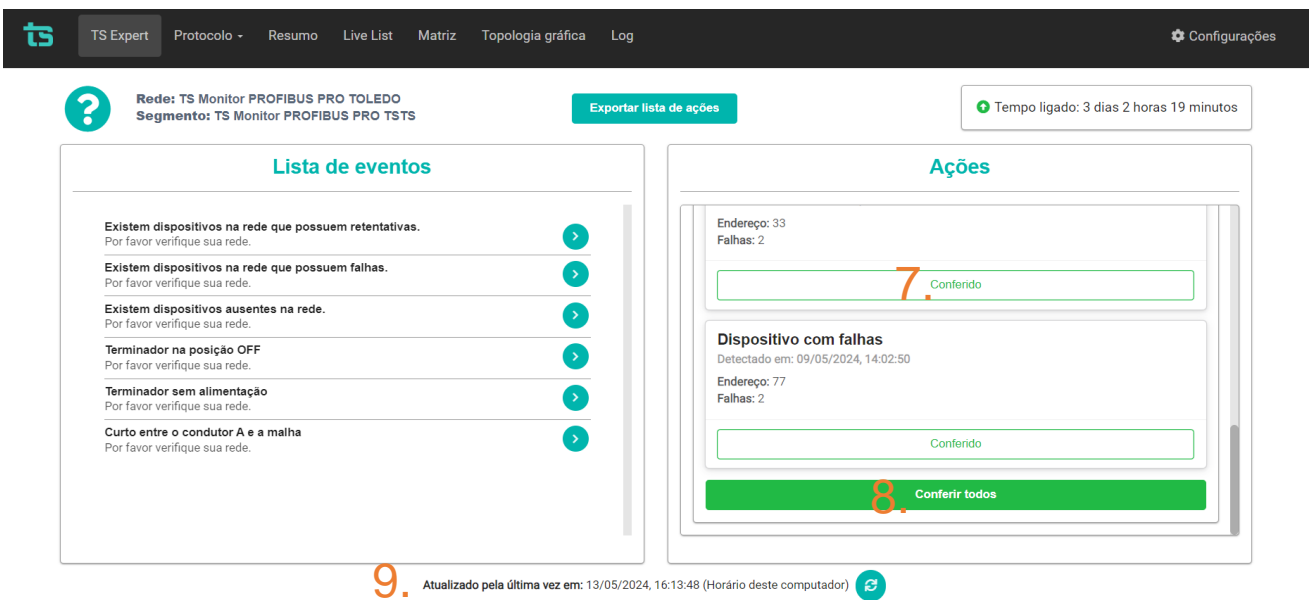 ts TS Expert Protocolo Resumo Live List Matriz Topologia gráfica Log Configurações
Rede: TS Monitor PROFIBUS PRO TOLEDO
Segmento: TS Monitor PROFIBUS PRO TSTS
Exportar lista de ações
Tempo ligado: 3 dias 2 horas 19 minutos
Lista de eventos
Existem dispositivos na rede que possuem retentativas.
Por favor verifique sua rede.
Existem dispositivos na rede que possuem falhas.
Por favor verifique sua rede.
Existem dispositivos ausentes na rede.
Por favor verifique sua rede.
Terminador na posição OFF
Por favor verifique sua rede.
Terminador sem alimentação
Por favor verifique sua rede.
Curto entre o condutor A e a malha
Por favor verifique sua rede.
Ações
Endereço: 33
Falhas: 2
7. Conferido
Dispositivo com falhas
Detectado em: 09/05/2024, 14:02:50
Endereço: 77
Falhas: 2
Conferido
8. Conferir todos
9. Atualizado pela última vez em: 13/05/2024, 16:13:48 (Horário deste computador)